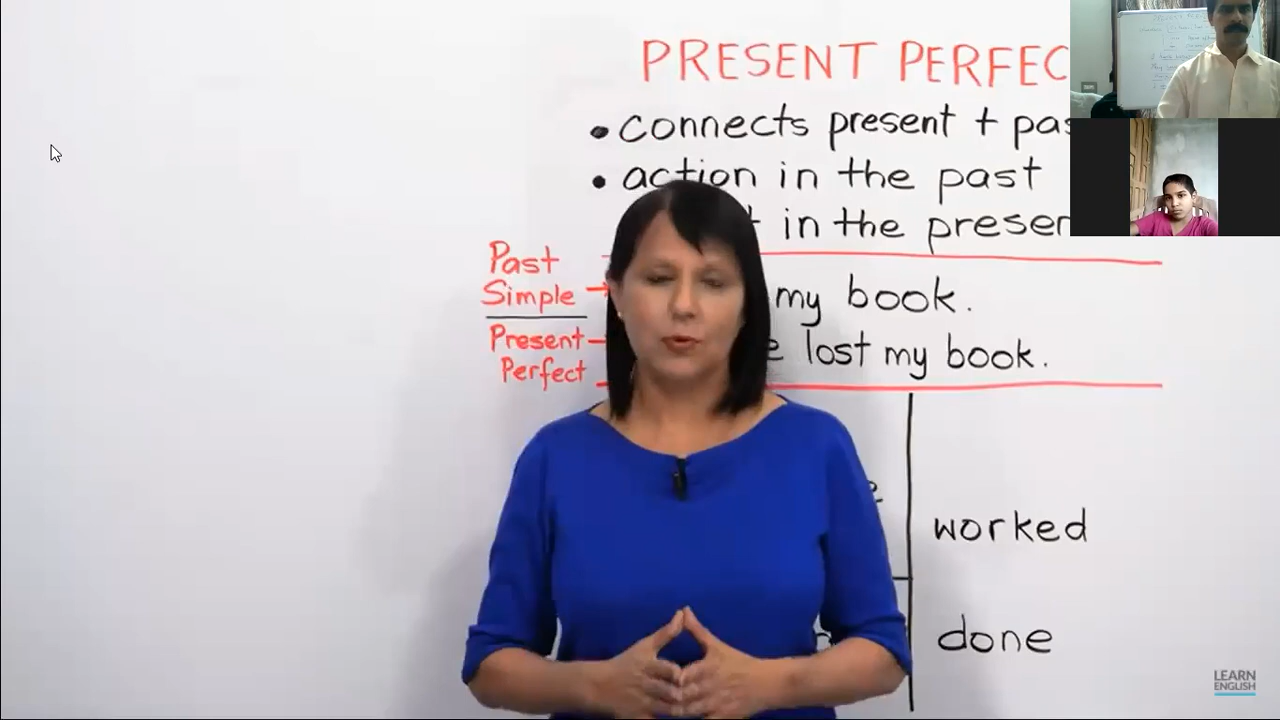 PRESENT PERFEC
• connects present + pas
• action in the past
in the presen
Past
Simple
my book.
Present
Perfect
lost my book.
worked
done
LEARN
ENGLISH